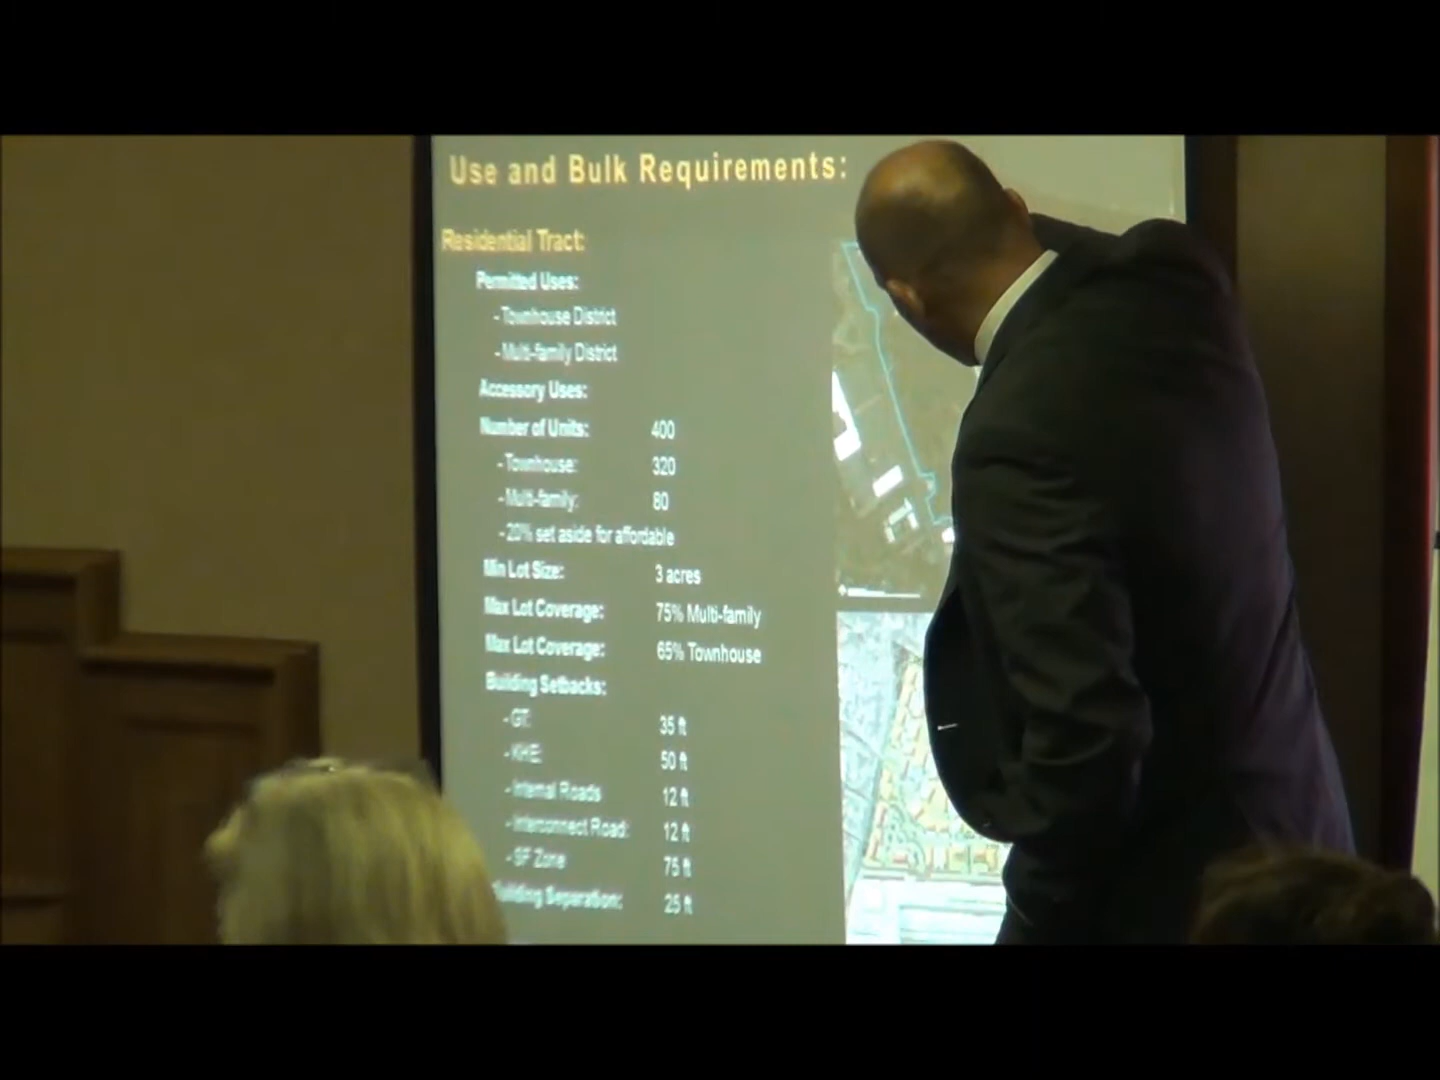 Use and Bulk Requirements:
Residential Tract:
Permitted Uses:
- Townhouse District
- Multi-family District
Accessory Uses:
Number of Units: 400
- Townhouse: 320
- Multi-family: 80
- 20% set aside for affordable
Min Lot Size: 3 acres
Max Lot Coverage: 75% Multi-family
Max Lot Coverage: 65% Townhouse
Building Setbacks:
- GT: 35 ft
- KHE: 50 ft
- Internal Roads 12 ft
- Interconnect Road: 12 ft
- SF Zone 75 ft
Building Separation: 25 ft